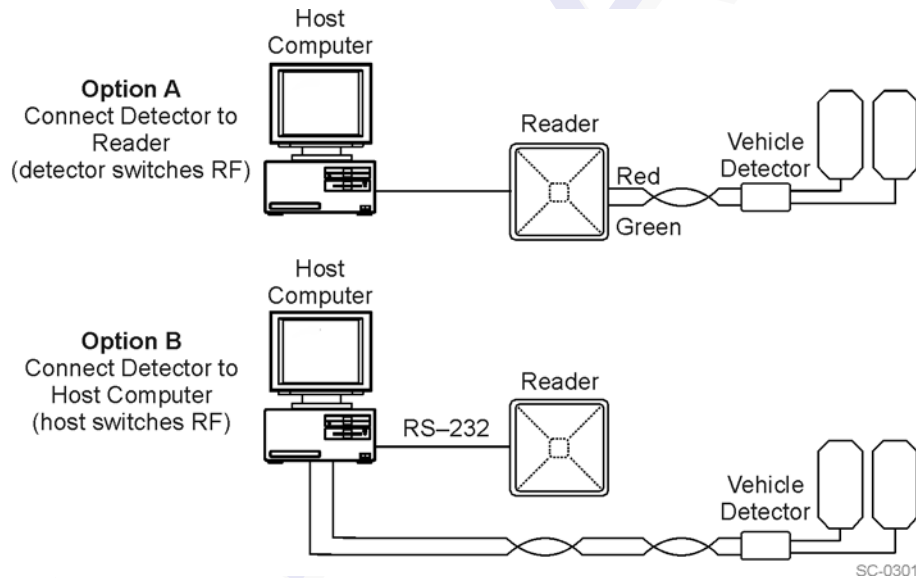 Host
Computer
Option A
Connect Detector to
Reader
(detector switches RF)
Reader
Red
Green
Vehicle
Detector
Host
Computer
Option B
Connect Detector to
Host Computer
(host switches RF)
RS–232
Reader
Vehicle
Detector
SC-0301